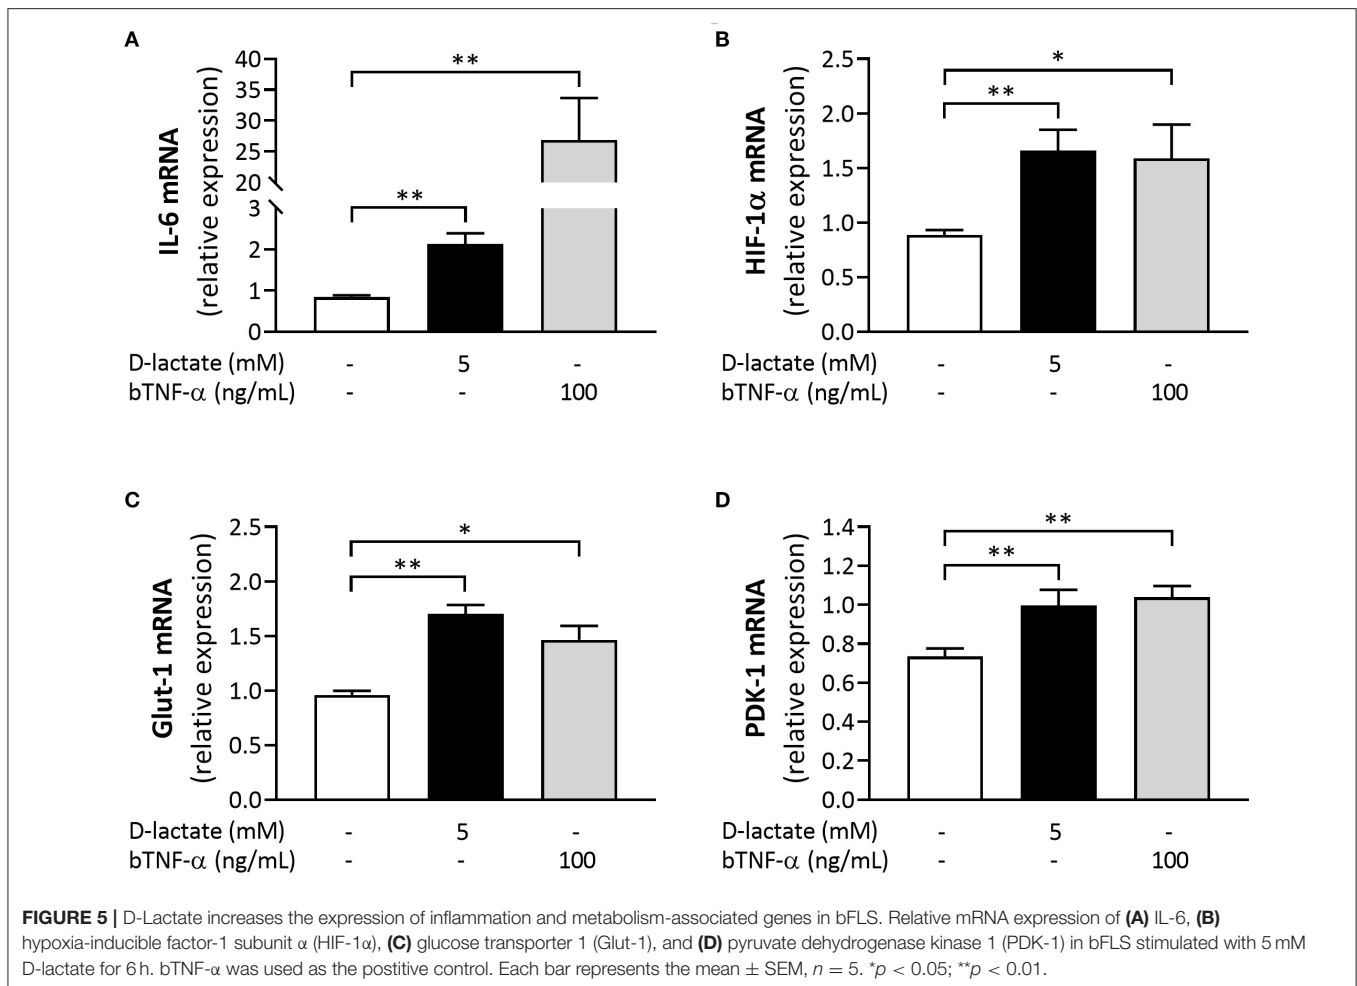 A
IL-6 mRNA
(relative expression)
40
35
30
25
20
3
2
1
0
**
**
D-lactate (mM) - 5 -
bTNF-α (ng/mL) - - 100
B
HIF-1α mRNA
(relative expression)
2.5
2.0
1.5
1.0
0.5
0.0
*
**
D-lactate (mM) - 5 -
bTNF-α (ng/mL) - - 100
C
Glut-1 mRNA
(relative expression)
2.5
2.0
1.5
1.0
0.5
0.0
*
**
D-lactate (mM) - 5 -
bTNF-α (ng/mL) - - 100
D
PDK-1 mRNA
(relative expression)
1.4
1.2
1.0
0.8
0.6
0.4
0.2
0.0
**
**
D-lactate (mM) - 5 -
bTNF-α (ng/mL) - - 100
FIGURE 5 | D-Lactate increases the expression of inflammation and metabolism-associated genes in bFLS. Relative mRNA expression of (A) IL-6, (B)
hypoxia-inducible factor-1 subunit α (HIF-1α), (C) glucose transporter 1 (Glut-1), and (D) pyruvate dehydrogenase kinase 1 (PDK-1) in bFLS stimulated with 5 mM
D-lactate for 6 h. bTNF-α was used as the postitive control. Each bar represents the mean ± SEM, n = 5. *p < 0.05; **p < 0.01.